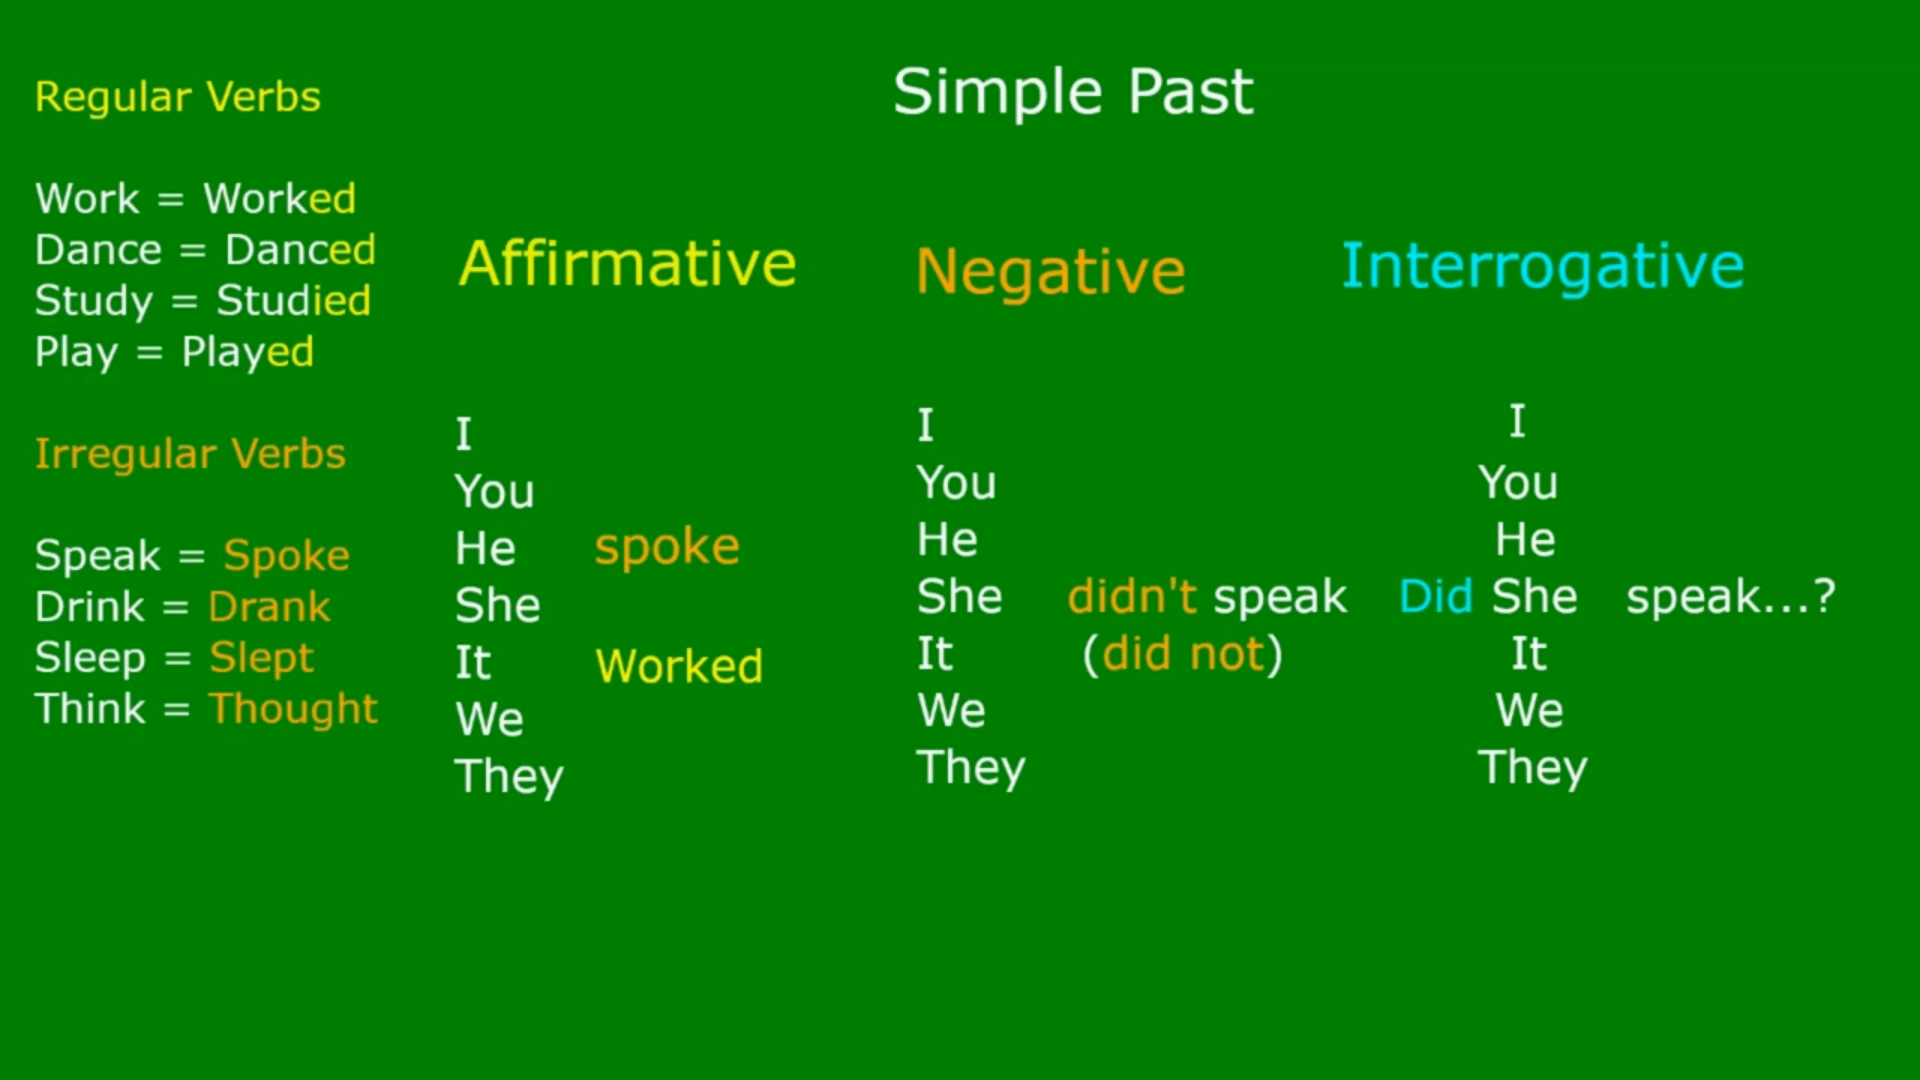 Simple Past
Regular Verbs
Work = Worked
Dance = Danced
Study = Studied
Play = Played
Irregular Verbs
Speak = Spoke
Drink = Drank
Sleep = Slept
Think = Thought
Affirmative
I
You
He spoke
She
It Worked
We
They
Negative
I
You
He
She didn't speak
It (did not)
We
They
Interrogative
I
You
He
Did She speak...?
It
We
They